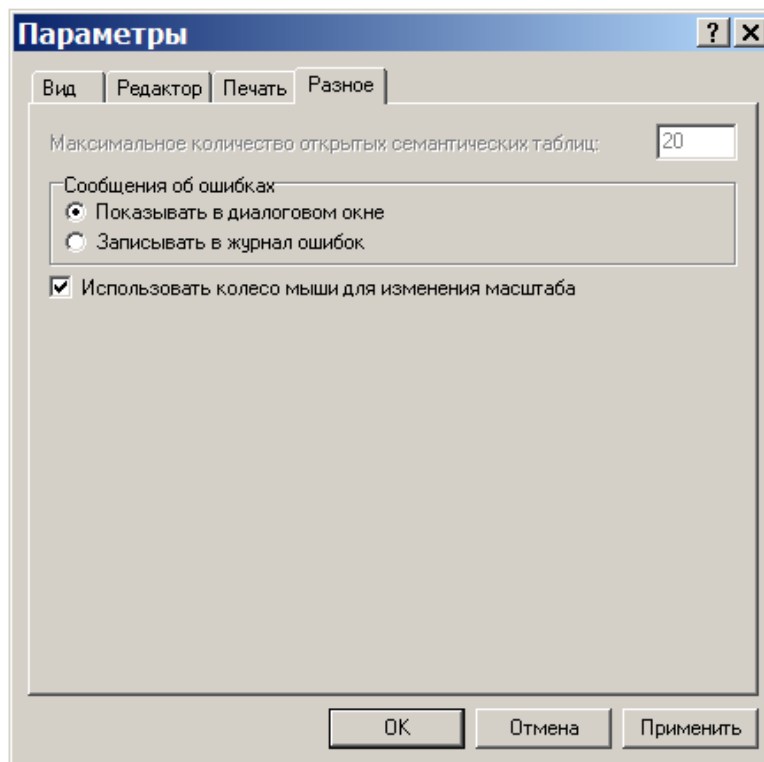 Параметры
Вид Редактор Печать Разное
Максимальное количество открытых семантических таблиц: 20
Сообщения об ошибках
Показывать в диалоговом окне
Записывать в журнал ошибок
Использовать колесо мыши для изменения масштаба
OK Отмена Применить